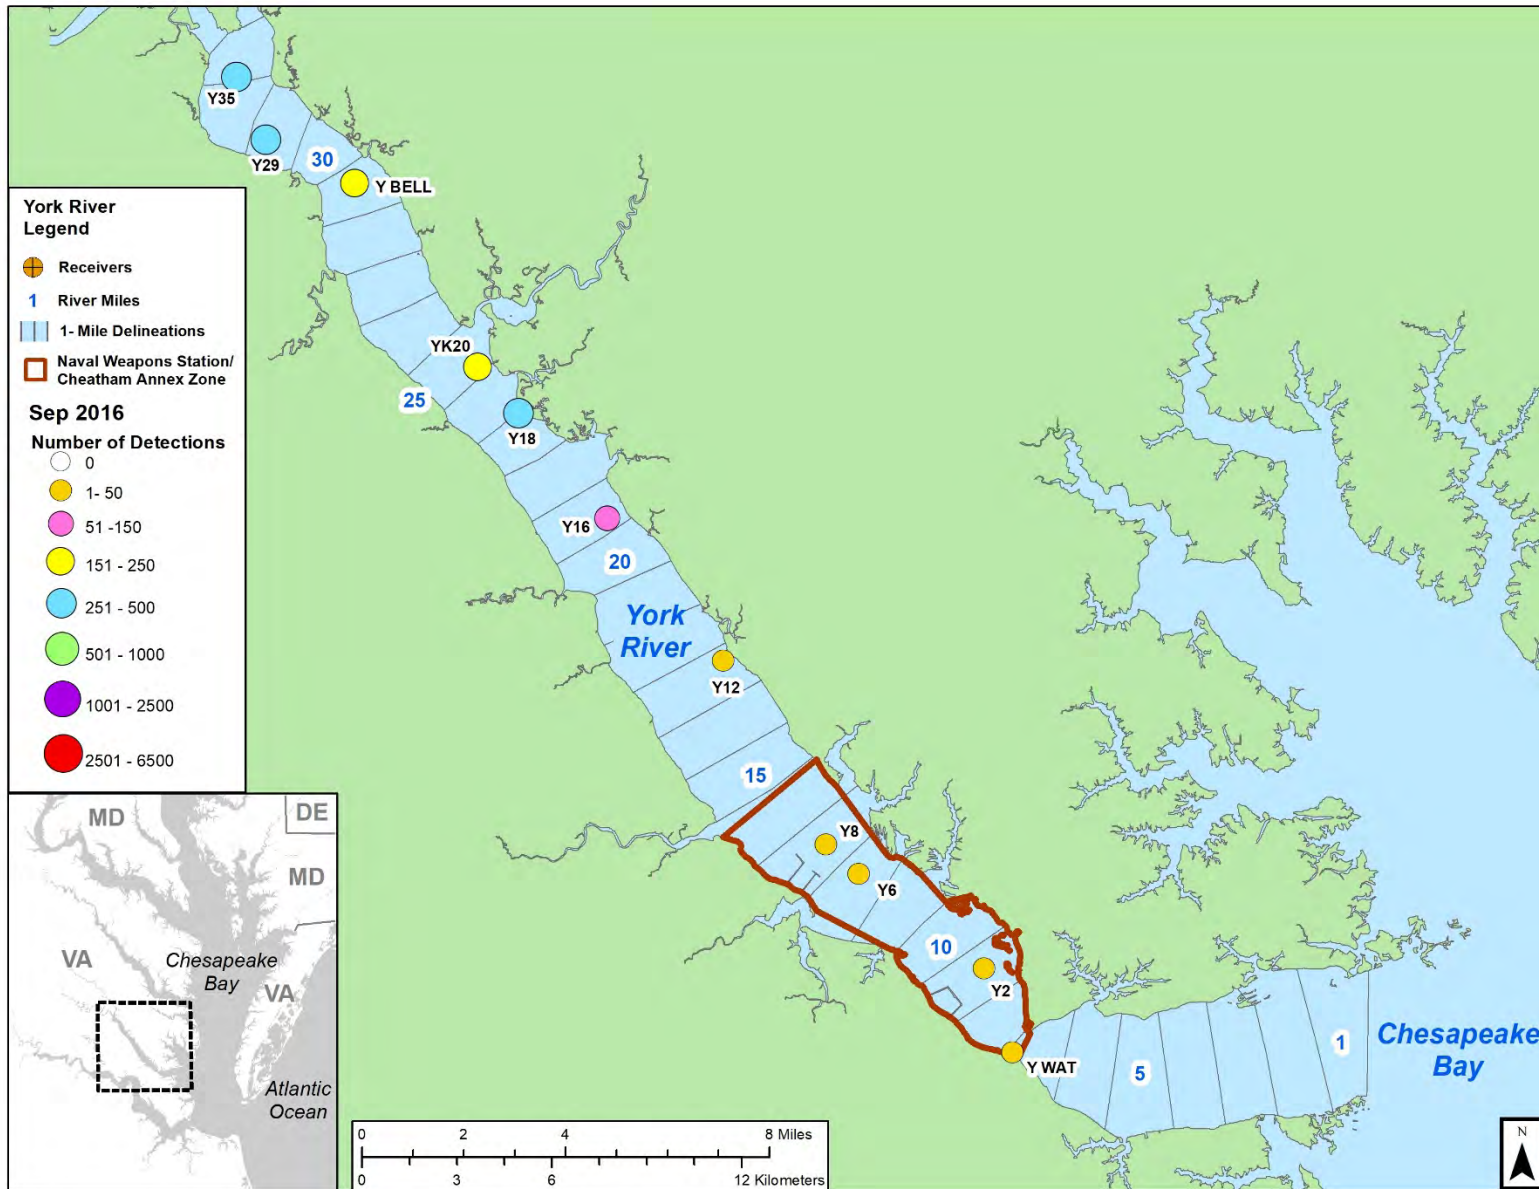 Y35
Y29
30
Y BELL
York River
Legend
Receivers
1 River Miles
1- Mile Delineations
Naval Weapons Station/
Cheatham Annex Zone
Sep 2016
Number of Detections
0
1- 50
51 -150
151 - 250
251 - 500
501 - 1000
1001 - 2500
2501 - 6500
YK20
25
Y18
Y16
20
York
River
Y12
15
Y8
Y6
10
Y2
Y WAT
5
1
Chesapeake
Bay
MD
DE
MD
VA
Chesapeake
Bay
VA
Atlantic
Ocean
0 2 4 8 Miles
0 3 6 12 Kilometers
N